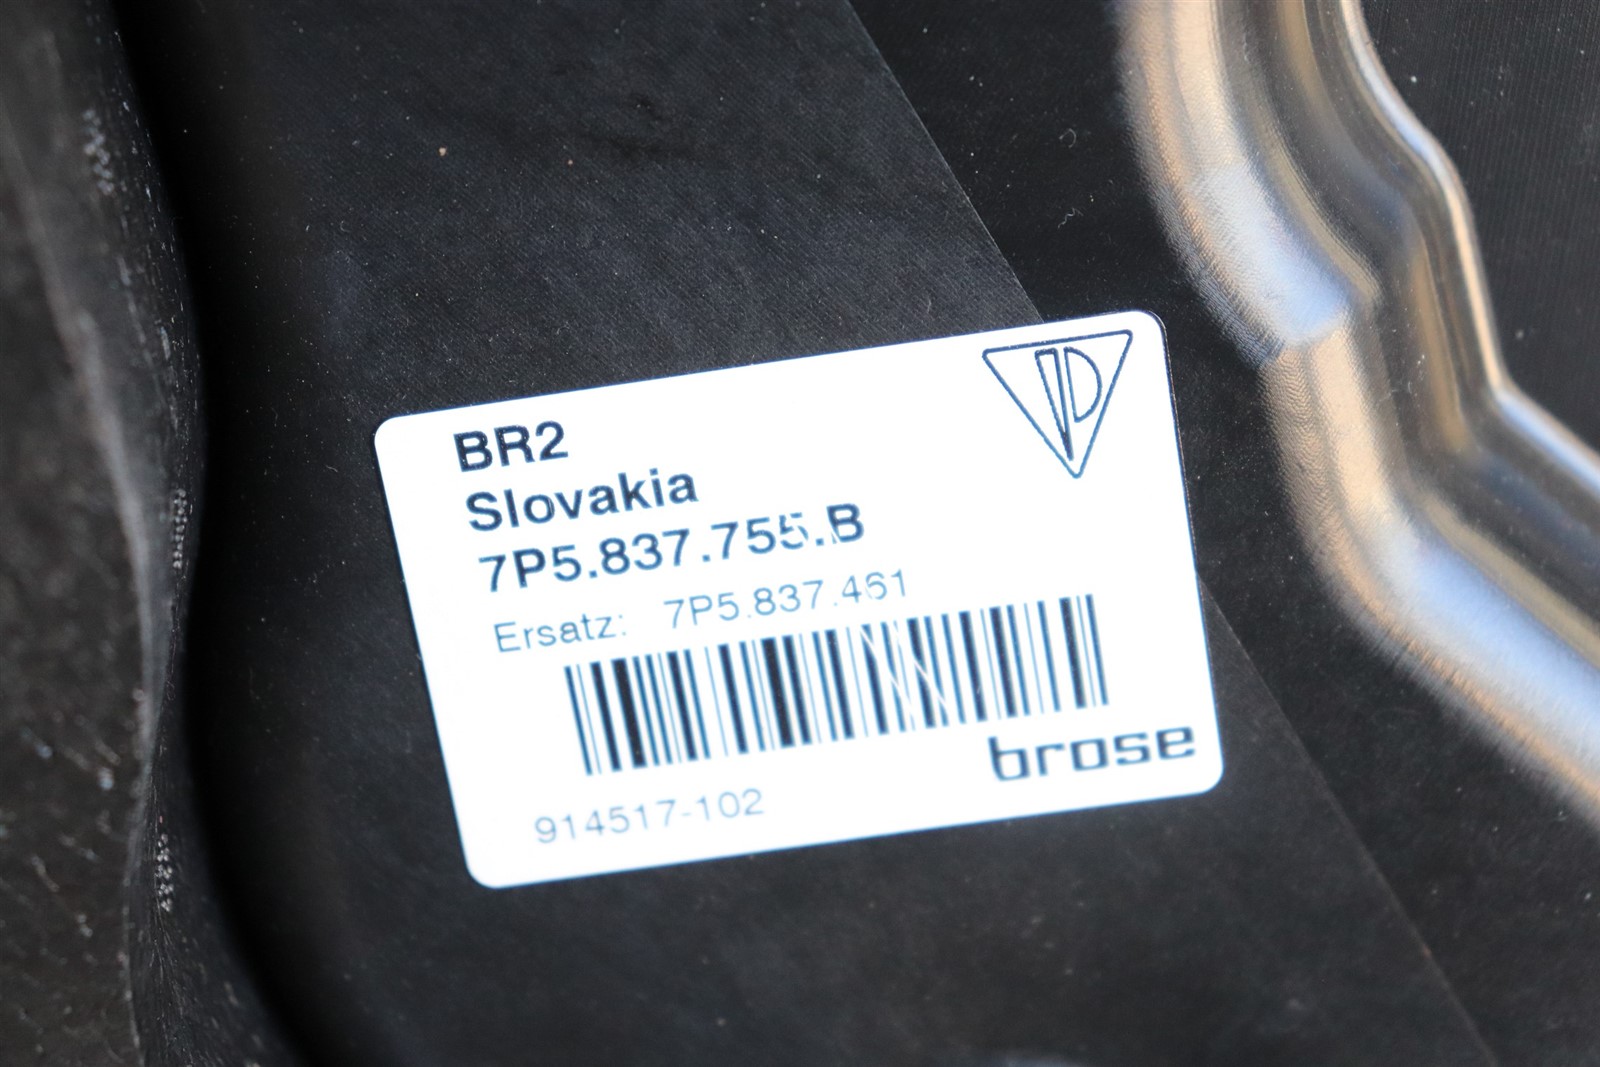 BR2
Slovakia
7P5.837.755.B
Ersatz: 7P5.837.461
brose
914517-102